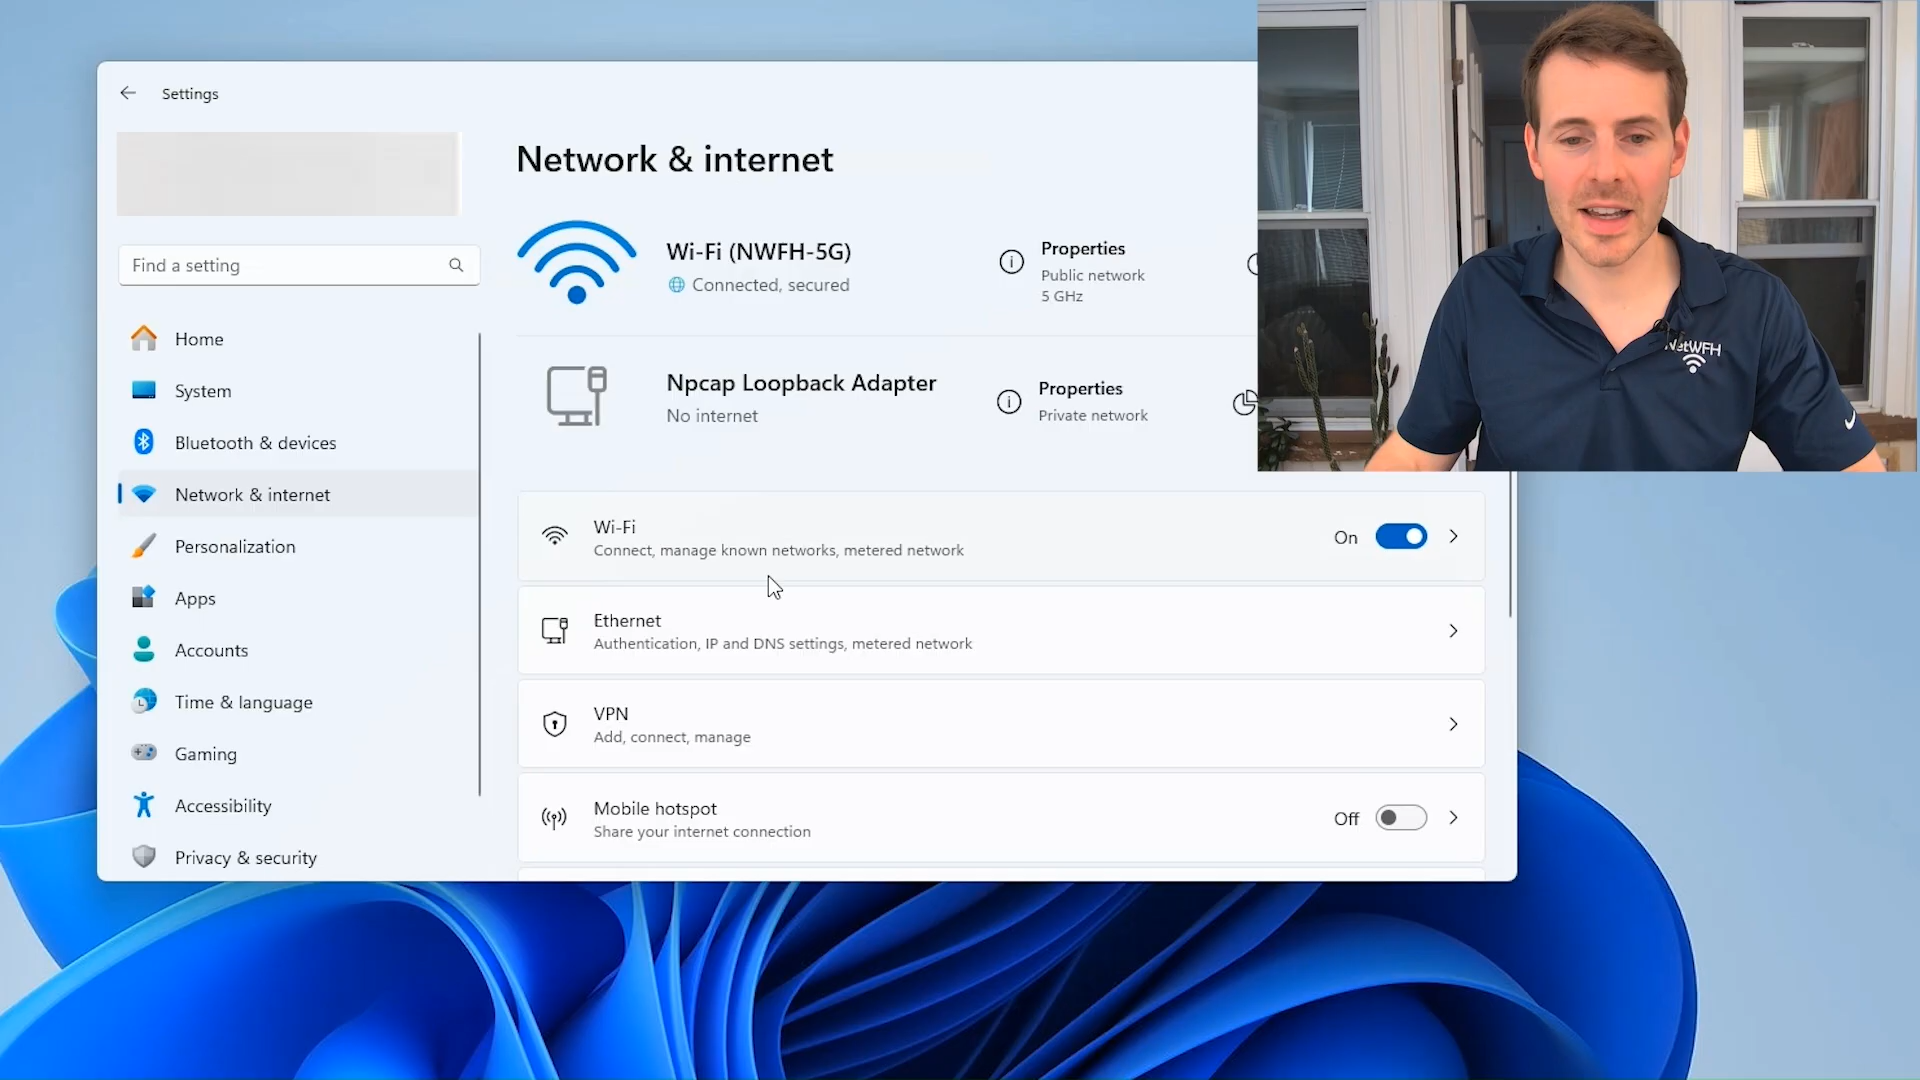 Settings
Find a setting
Home
System
Bluetooth & devices
Network & internet
Personalization
Apps
Accounts
Time & language
Gaming
Accessibility
Privacy & security
Network & internet
Wi-Fi (NWFH-5G)
Connected, secured
Properties
Public network
5 GHz
Npcap Loopback Adapter
No internet
Properties
Private network
Wi-Fi
Connect, manage known networks, metered network
On
Ethernet
Authentication, IP and DNS settings, metered network
VPN
Add, connect, manage
Mobile hotspot
Share your internet connection
Off
NetWFH